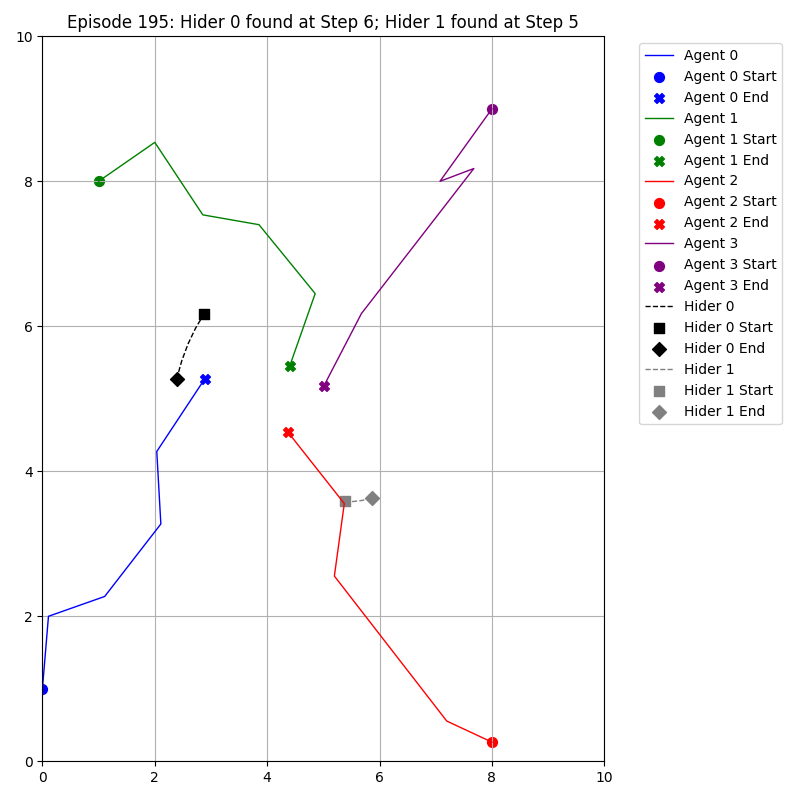 Episode 195: Hider 0 found at Step 6; Hider 1 found at Step 5
10
8
6
4
2
0
0 2 4 6 8 10
Agent 0
Agent 0 Start
Agent 0 End
Agent 1
Agent 1 Start
Agent 1 End
Agent 2
Agent 2 Start
Agent 2 End
Agent 3
Agent 3 Start
Agent 3 End
Hider 0
Hider 0 Start
Hider 0 End
Hider 1
Hider 1 Start
Hider 1 End